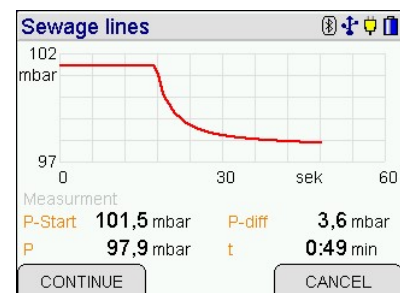 Sewage lines
102
mbar
97
0 30 sek 60
Measurment
P-Start 101,5 mbar P-diff 3,6 mbar
P 97,9 mbar t 0:49 min
CONTINUE CANCEL